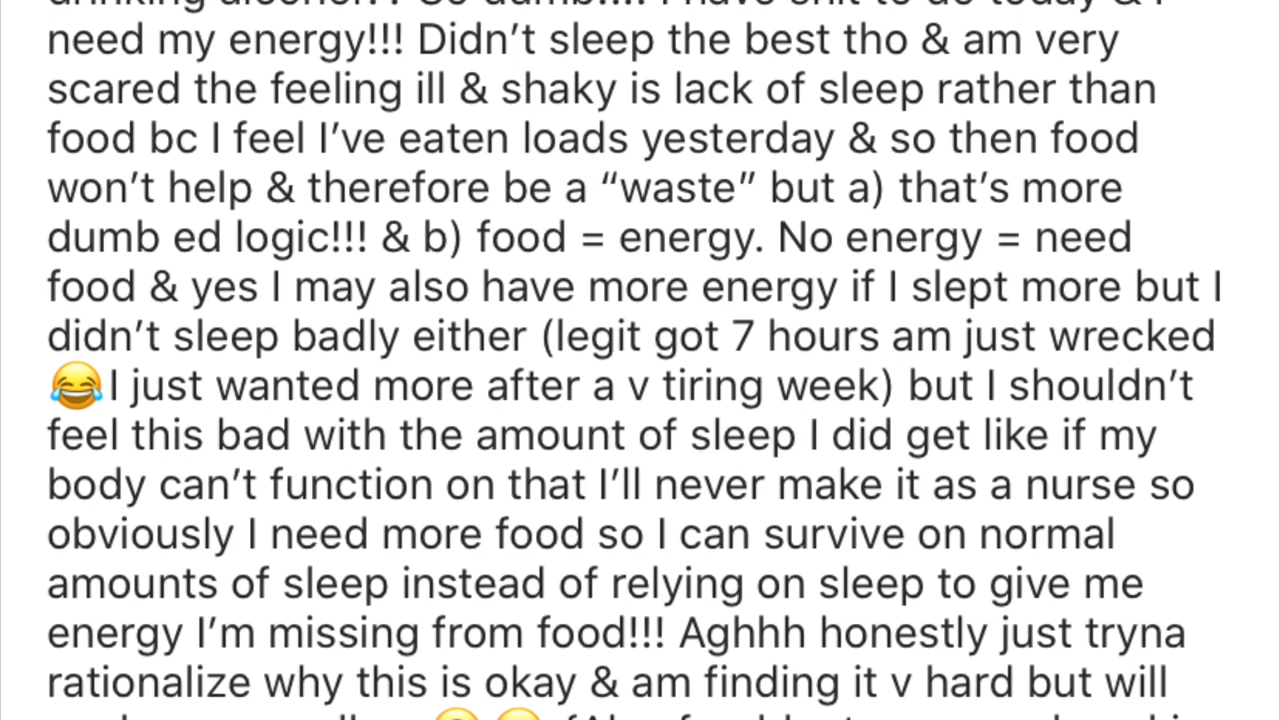 drinking alcohol
need my energy!!! Didn’t sleep the best tho & am very
scared the feeling ill & shaky is lack of sleep rather than
food bc I feel I’ve eaten loads yesterday & so then food
won’t help & therefore be a “waste” but a) that’s more
dumb ed logic!!! & b) food = energy. No energy = need
food & yes I may also have more energy if I slept more but I
didn’t sleep badly either (legit got 7 hours am just wrecked
😂I just wanted more after a v tiring week) but I shouldn’t
feel this bad with the amount of sleep I did get like if my
body can’t function on that I’ll never make it as a nurse so
obviously I need more food so I can survive on normal
amounts of sleep instead of relying on sleep to give me
energy I’m missing from food!!! Aghhh honestly just tryna
rationalize why this is okay & am finding it v hard but will